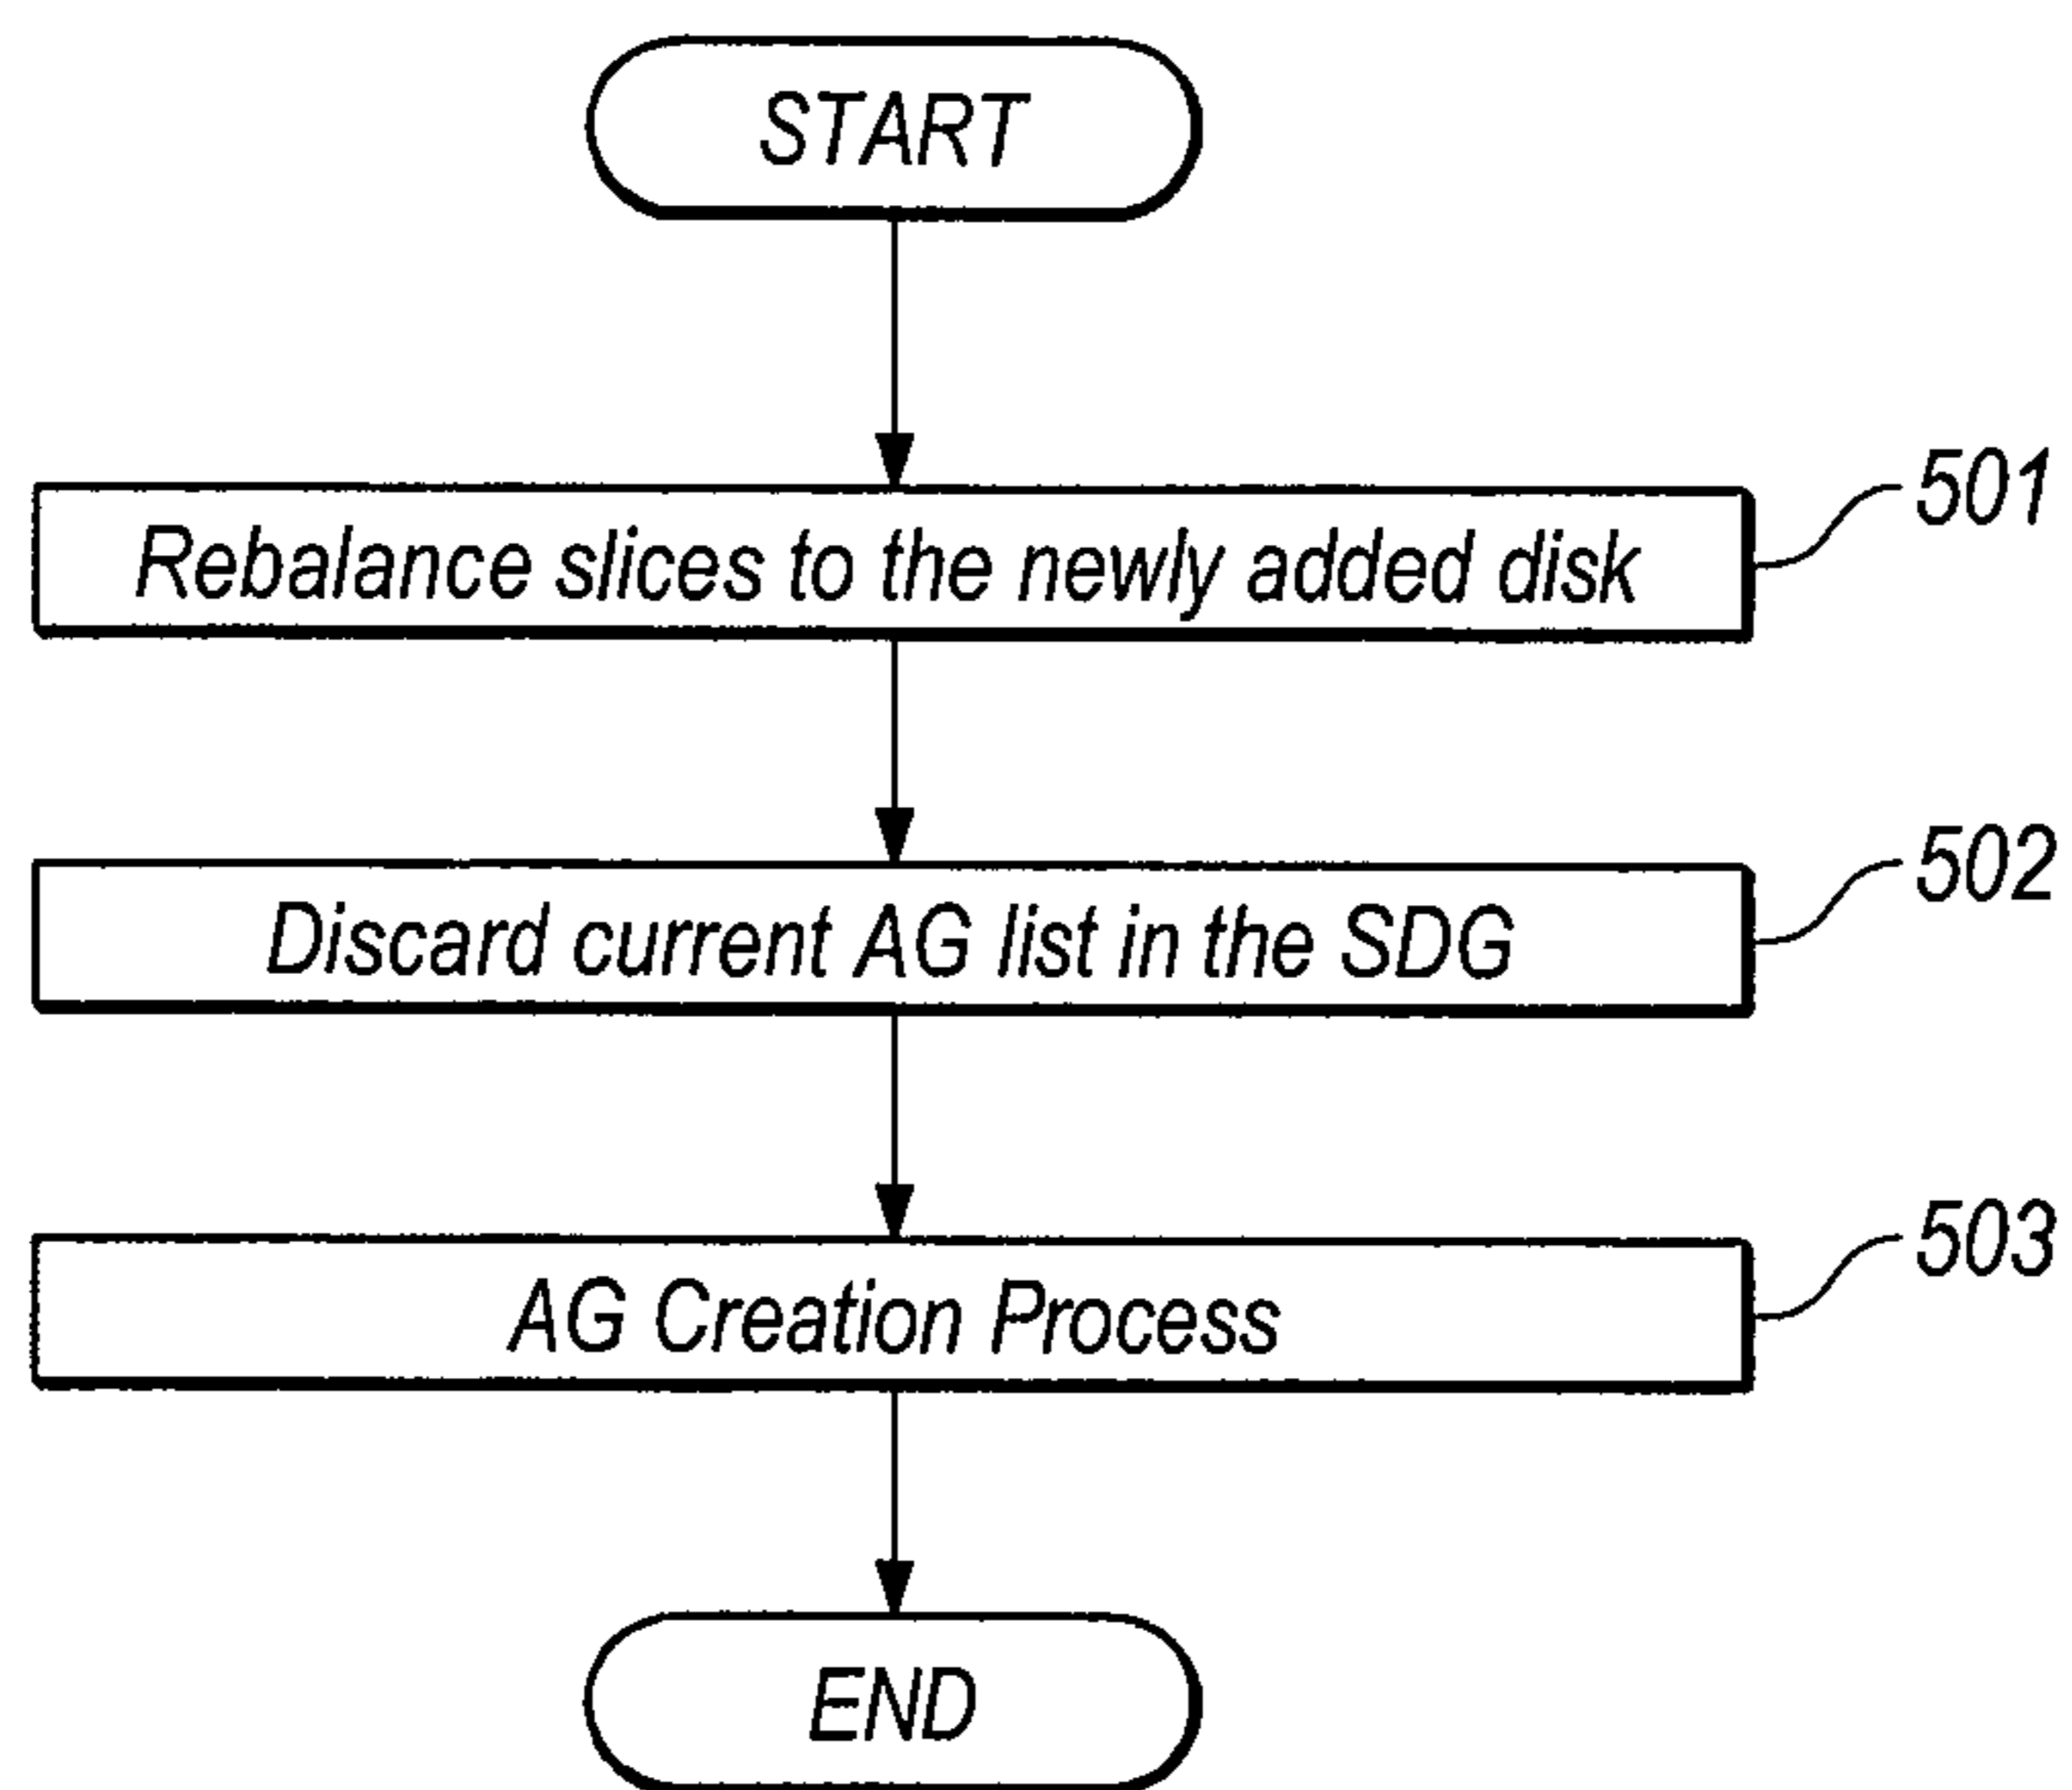 START
Rebalance slices to the newly added disk
501
Discard current AG list in the SDG
502
AG Creation Process
503
END